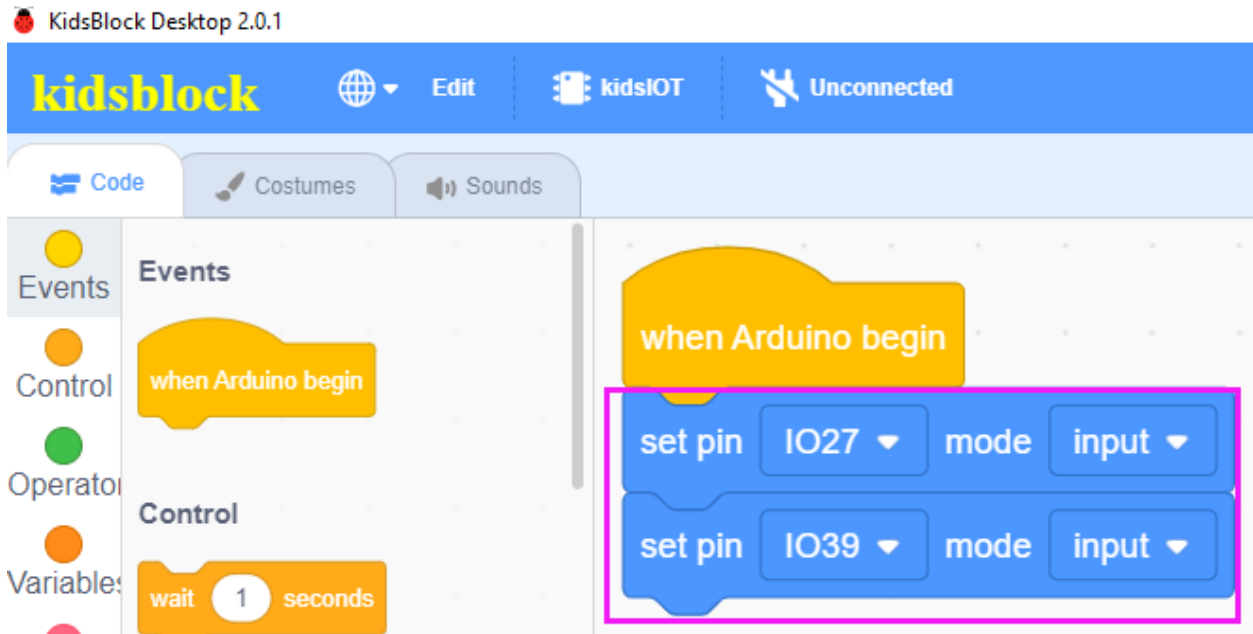 KidsBlock Desktop 2.0.1
kidsblock Edit kidsIOT Unconnected
Code Costumes Sounds
Events
Control
Operator
Variables
Events
when Arduino begin
Control
wait 1 seconds
when Arduino begin
set pin IO27 mode input
set pin IO39 mode input